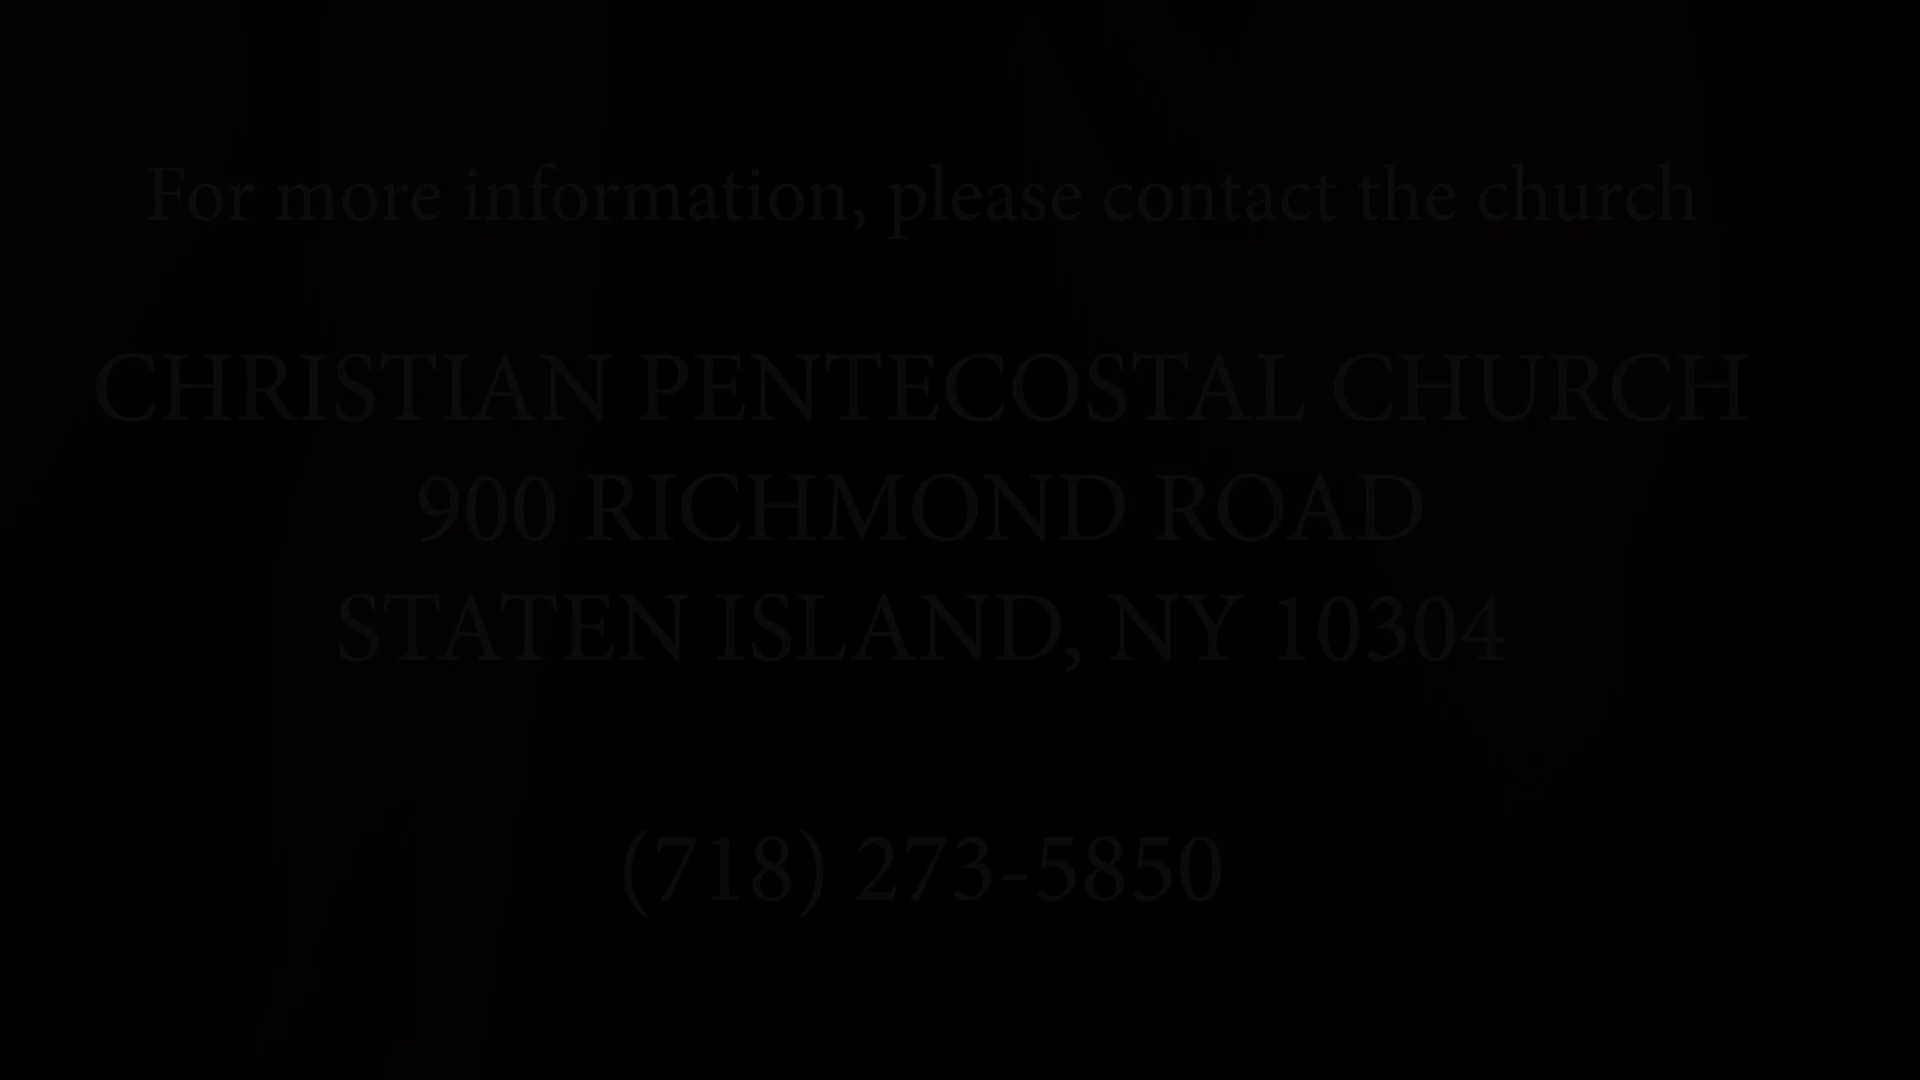 For more information, please contact the church
CHRISTIAN PENTECOSTAL CHURCH
900 RICHMOND ROAD
STATEN ISLAND, NY 10304
(718) 273-5850